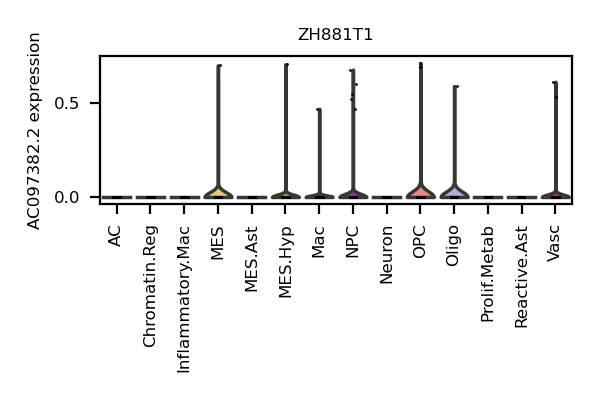 ZH881T1
AC097382.2 expression
0.5
0.0
AC
Chromatin.Reg
Inflammatory.Mac
MES
MES.Ast
MES.Hyp
Mac
NPC
Neuron
OPC
Oligo
Prolif.Metab
Reactive.Ast
Vasc